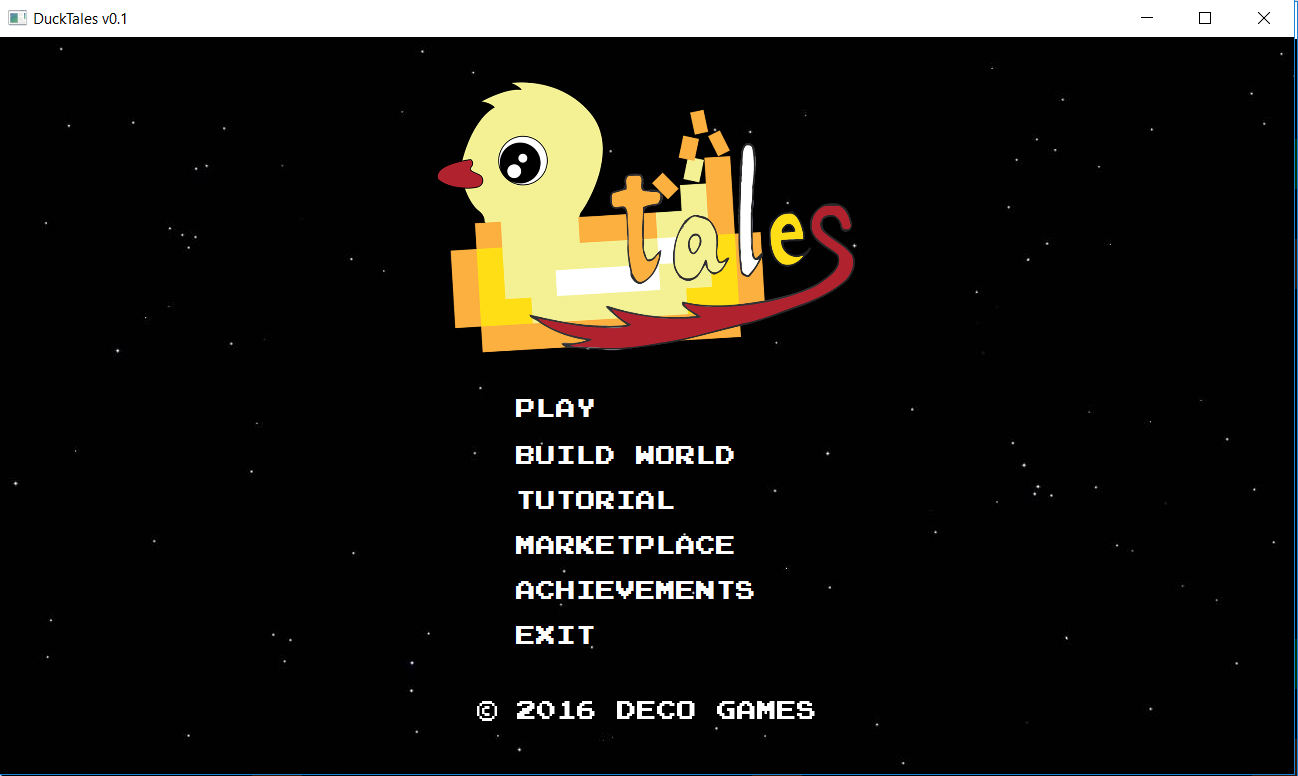 DuckTales v0.1
tales
PLAY
BUILD WORLD
TUTORIAL
MARKETPLACE
ACHIEVEMENTS
EXIT
© 2016 DECO GAMES